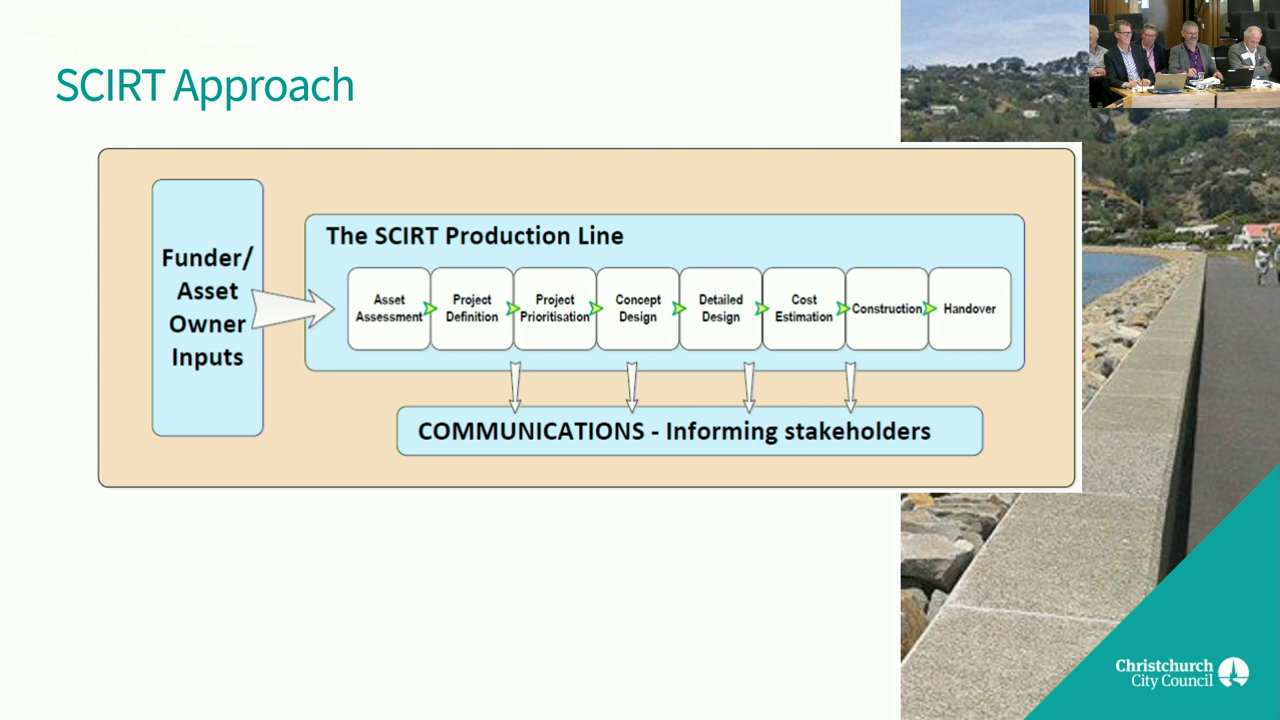 SCIRT Approach
Funder/
Asset
Owner
Inputs
The SCIRT Production Line
Asset
Assessment
Project
Definition
Project
Prioritisation
Concept
Design
Detailed
Design
Cost
Estimation
Construction
Handover
COMMUNICATIONS - Informing stakeholders
Christchurch
City Council